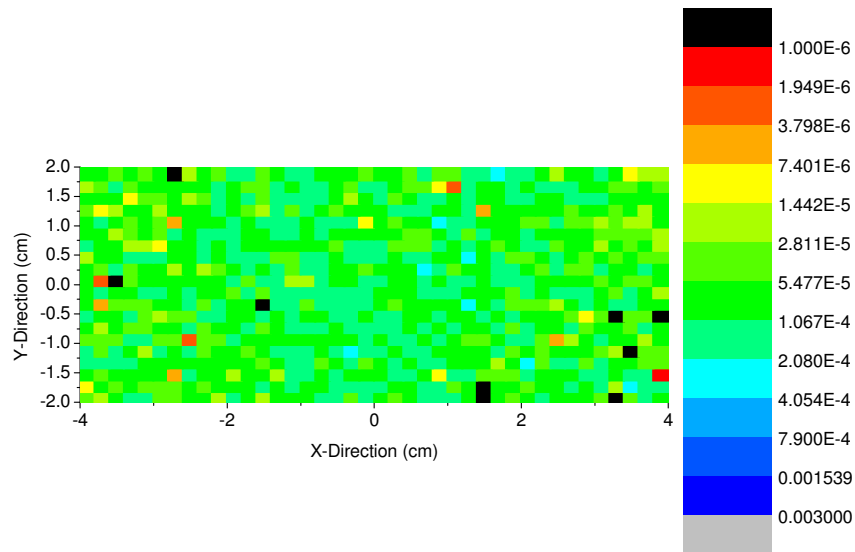 2.0
1.5
1.0
0.5
0.0
-0.5
-1.0
-1.5
-2.0
Y-Direction (cm)
-4
-2
0
2
4
X-Direction (cm)
1.000E-6
1.949E-6
3.798E-6
7.401E-6
1.442E-5
2.811E-5
5.477E-5
1.067E-4
2.080E-4
4.054E-4
7.900E-4
0.001539
0.003000